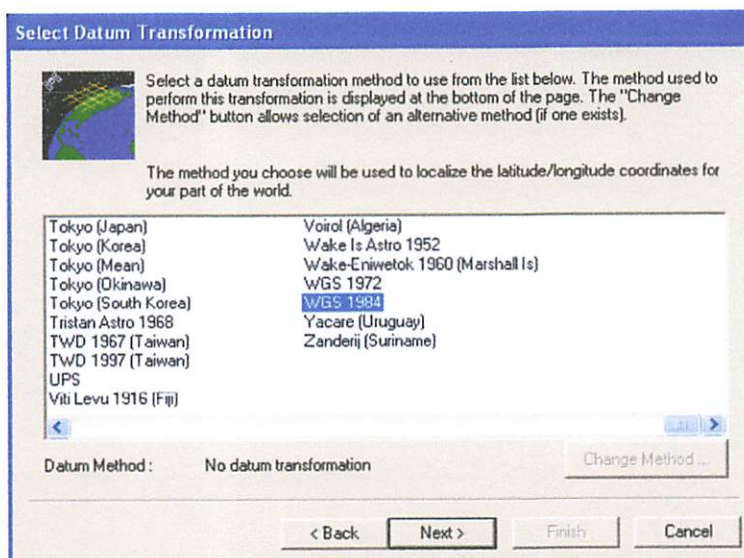 Select Datum Transformation
Select a datum transformation method to use from the list below. The method used to
perform this transformation is displayed at the bottom of the page. The "Change
Method" button allows selection of an alternative method (if one exists).
The method you choose will be used to localize the latitude/longitude coordinates for
your part of the world.
Tokyo (Japan)
Tokyo (Korea)
Tokyo (Mean)
Tokyo (Okinawa)
Tokyo (South Korea)
Tristan Astro 1968
TWD 1967 (Taiwan)
TWD 1997 (Taiwan)
UPS
Viti Levu 1916 (Fiji)
Voirol (Algeria)
Wake Is Astro 1952
Wake-Eniwetok 1960 (Marshall Is)
WGS 1972
WGS 1984
Yacare (Uruguay)
Zanderij (Suriname)
Datum Method : No datum transformation
Change Method ...
< Back
Next >
Finish
Cancel